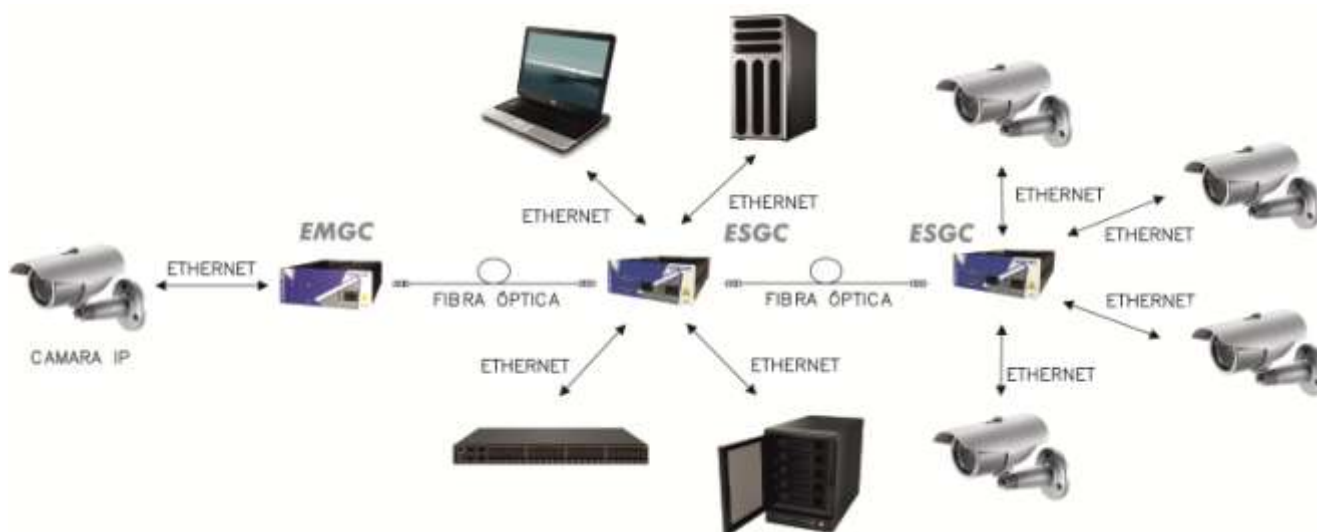 ETHERNET
ETHERNET
ETHERNET
EMGC
ESGC
ESGC
ETHERNET
ETHERNET
FIBRA ÓPTICA
FIBRA ÓPTICA
ETHERNET
CAMARA IP
ETHERNET
ETHERNET
ETHERNET